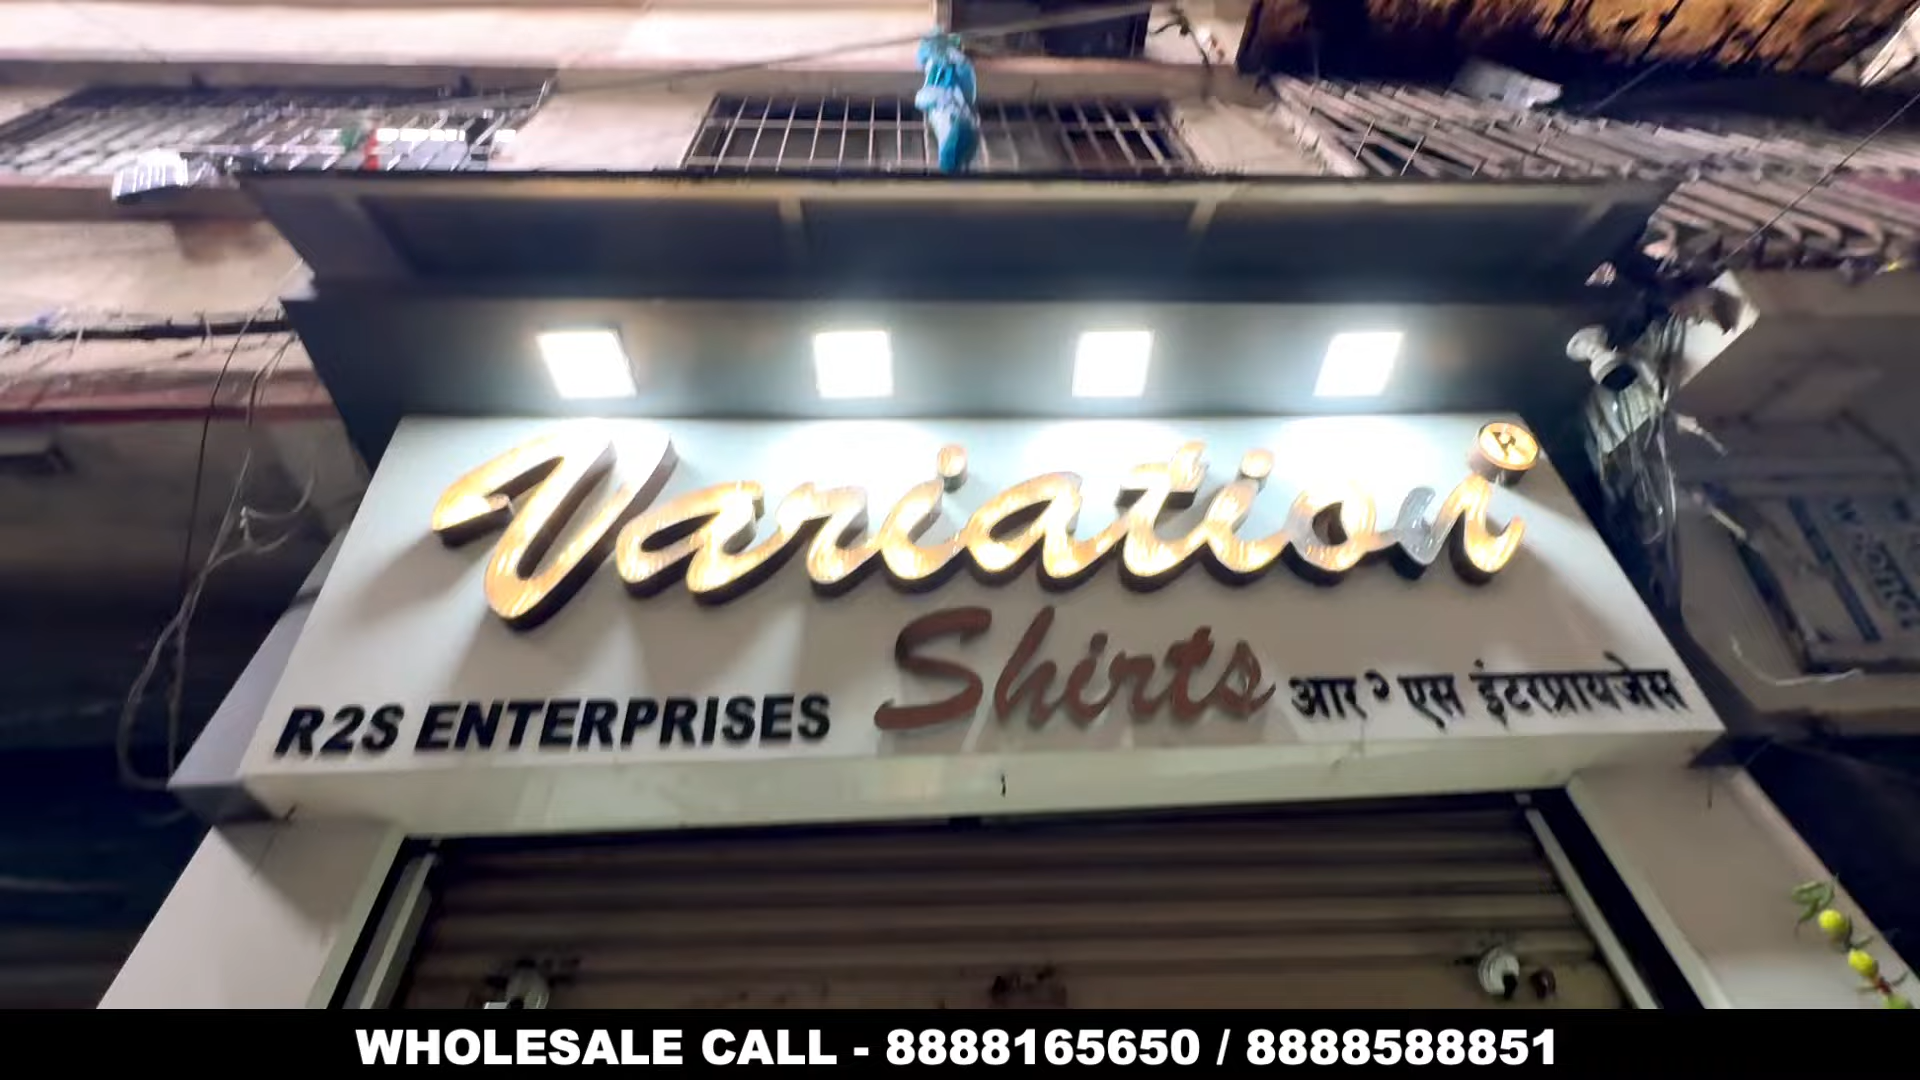 Variation ®
Shirts
R2S ENTERPRISES
आर २ एस इंटरप्रायजेस
WHOLESALE CALL - 8888165650 / 8888588851